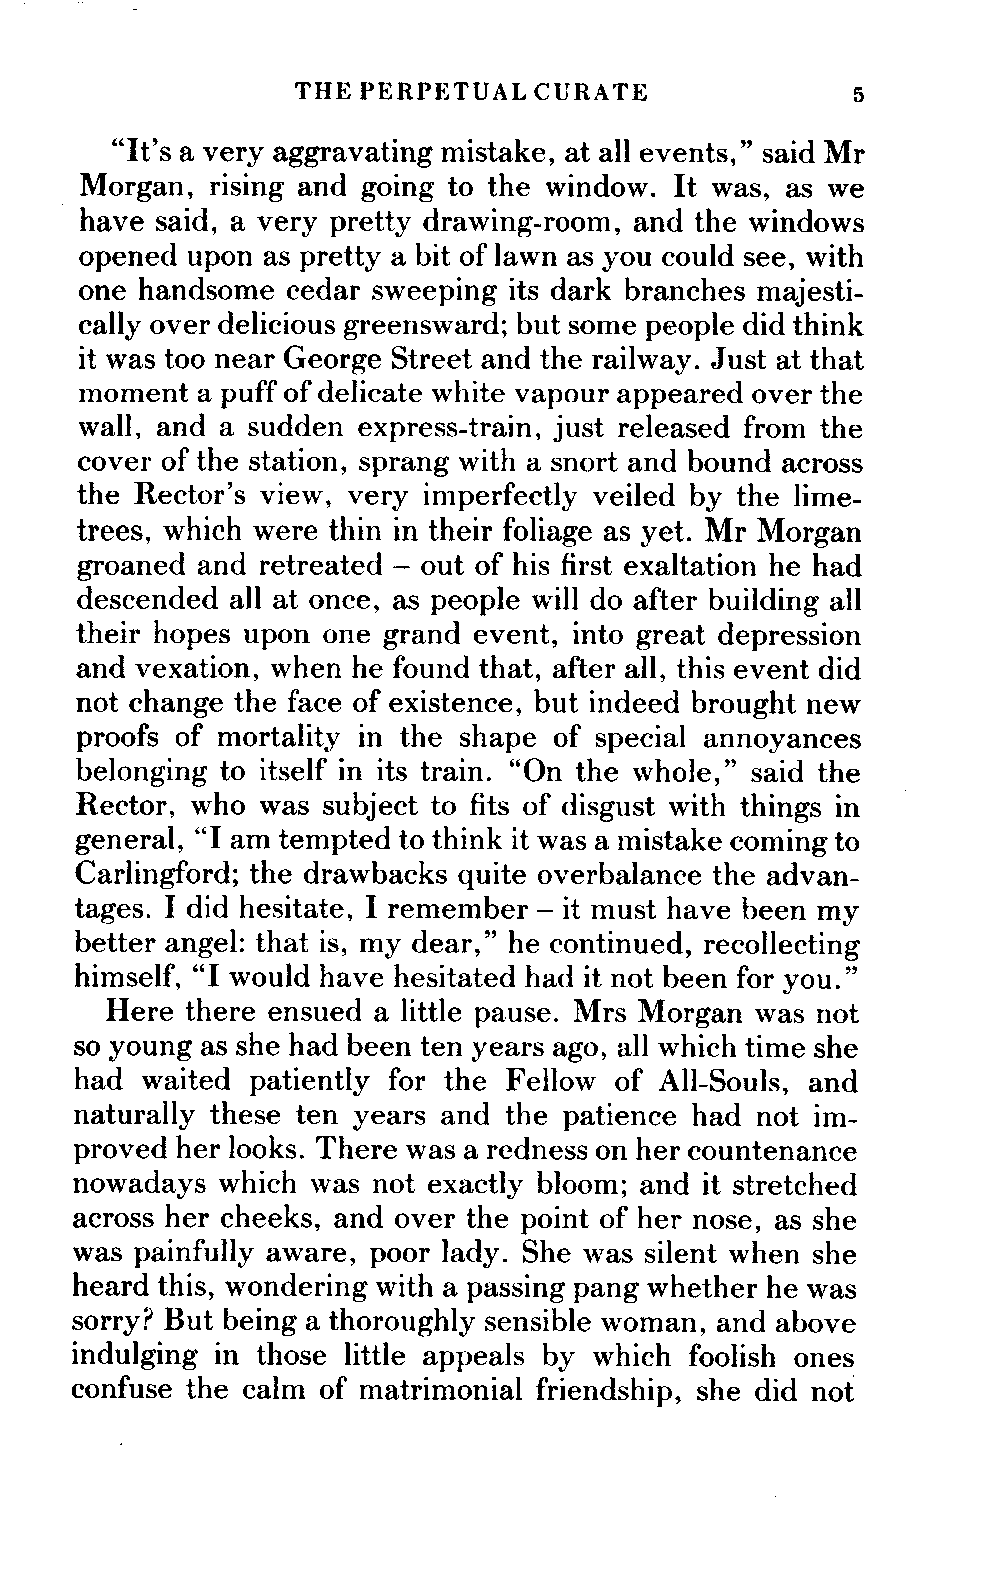 THE PERPETUAL CURATE 5
“It’s a very aggravating mistake, at all events,” said Mr
Morgan, rising and going to the window. It was, as we
have said, a very pretty drawing-room, and the windows
opened upon as pretty a bit of lawn as you could see, with
one handsome cedar sweeping its dark branches majesti-
cally over delicious greensward; but some people did think
it was too near George Street and the railway. Just at that
moment a puff of delicate white vapour appeared over the
wall, and a sudden express-train, just released from the
cover of the station, sprang with a snort and bound across
the Rector’s view, very imperfectly veiled by the lime-
trees, which were thin in their foliage as yet. Mr Morgan
groaned and retreated – out of his first exaltation he had
descended all at once, as people will do after building all
their hopes upon one grand event, into great depression
and vexation, when he found that, after all, this event did
not change the face of existence, but indeed brought new
proofs of mortality in the shape of special annoyances
belonging to itself in its train. “On the whole,” said the
Rector, who was subject to fits of disgust with things in
general, “I am tempted to think it was a mistake coming to
Carlingford; the drawbacks quite overbalance the advan-
tages. I did hesitate, I remember – it must have been my
better angel: that is, my dear,” he continued, recollecting
himself, “I would have hesitated had it not been for you.”
Here there ensued a little pause. Mrs Morgan was not
so young as she had been ten years ago, all which time she
had waited patiently for the Fellow of All-Souls, and
naturally these ten years and the patience had not im-
proved her looks. There was a redness on her countenance
nowadays which was not exactly bloom; and it stretched
across her cheeks, and over the point of her nose, as she
was painfully aware, poor lady. She was silent when she
heard this, wondering with a passing pang whether he was
sorry? But being a thoroughly sensible woman, and above
indulging in those little appeals by which foolish ones
confuse the calm of matrimonial friendship, she did not